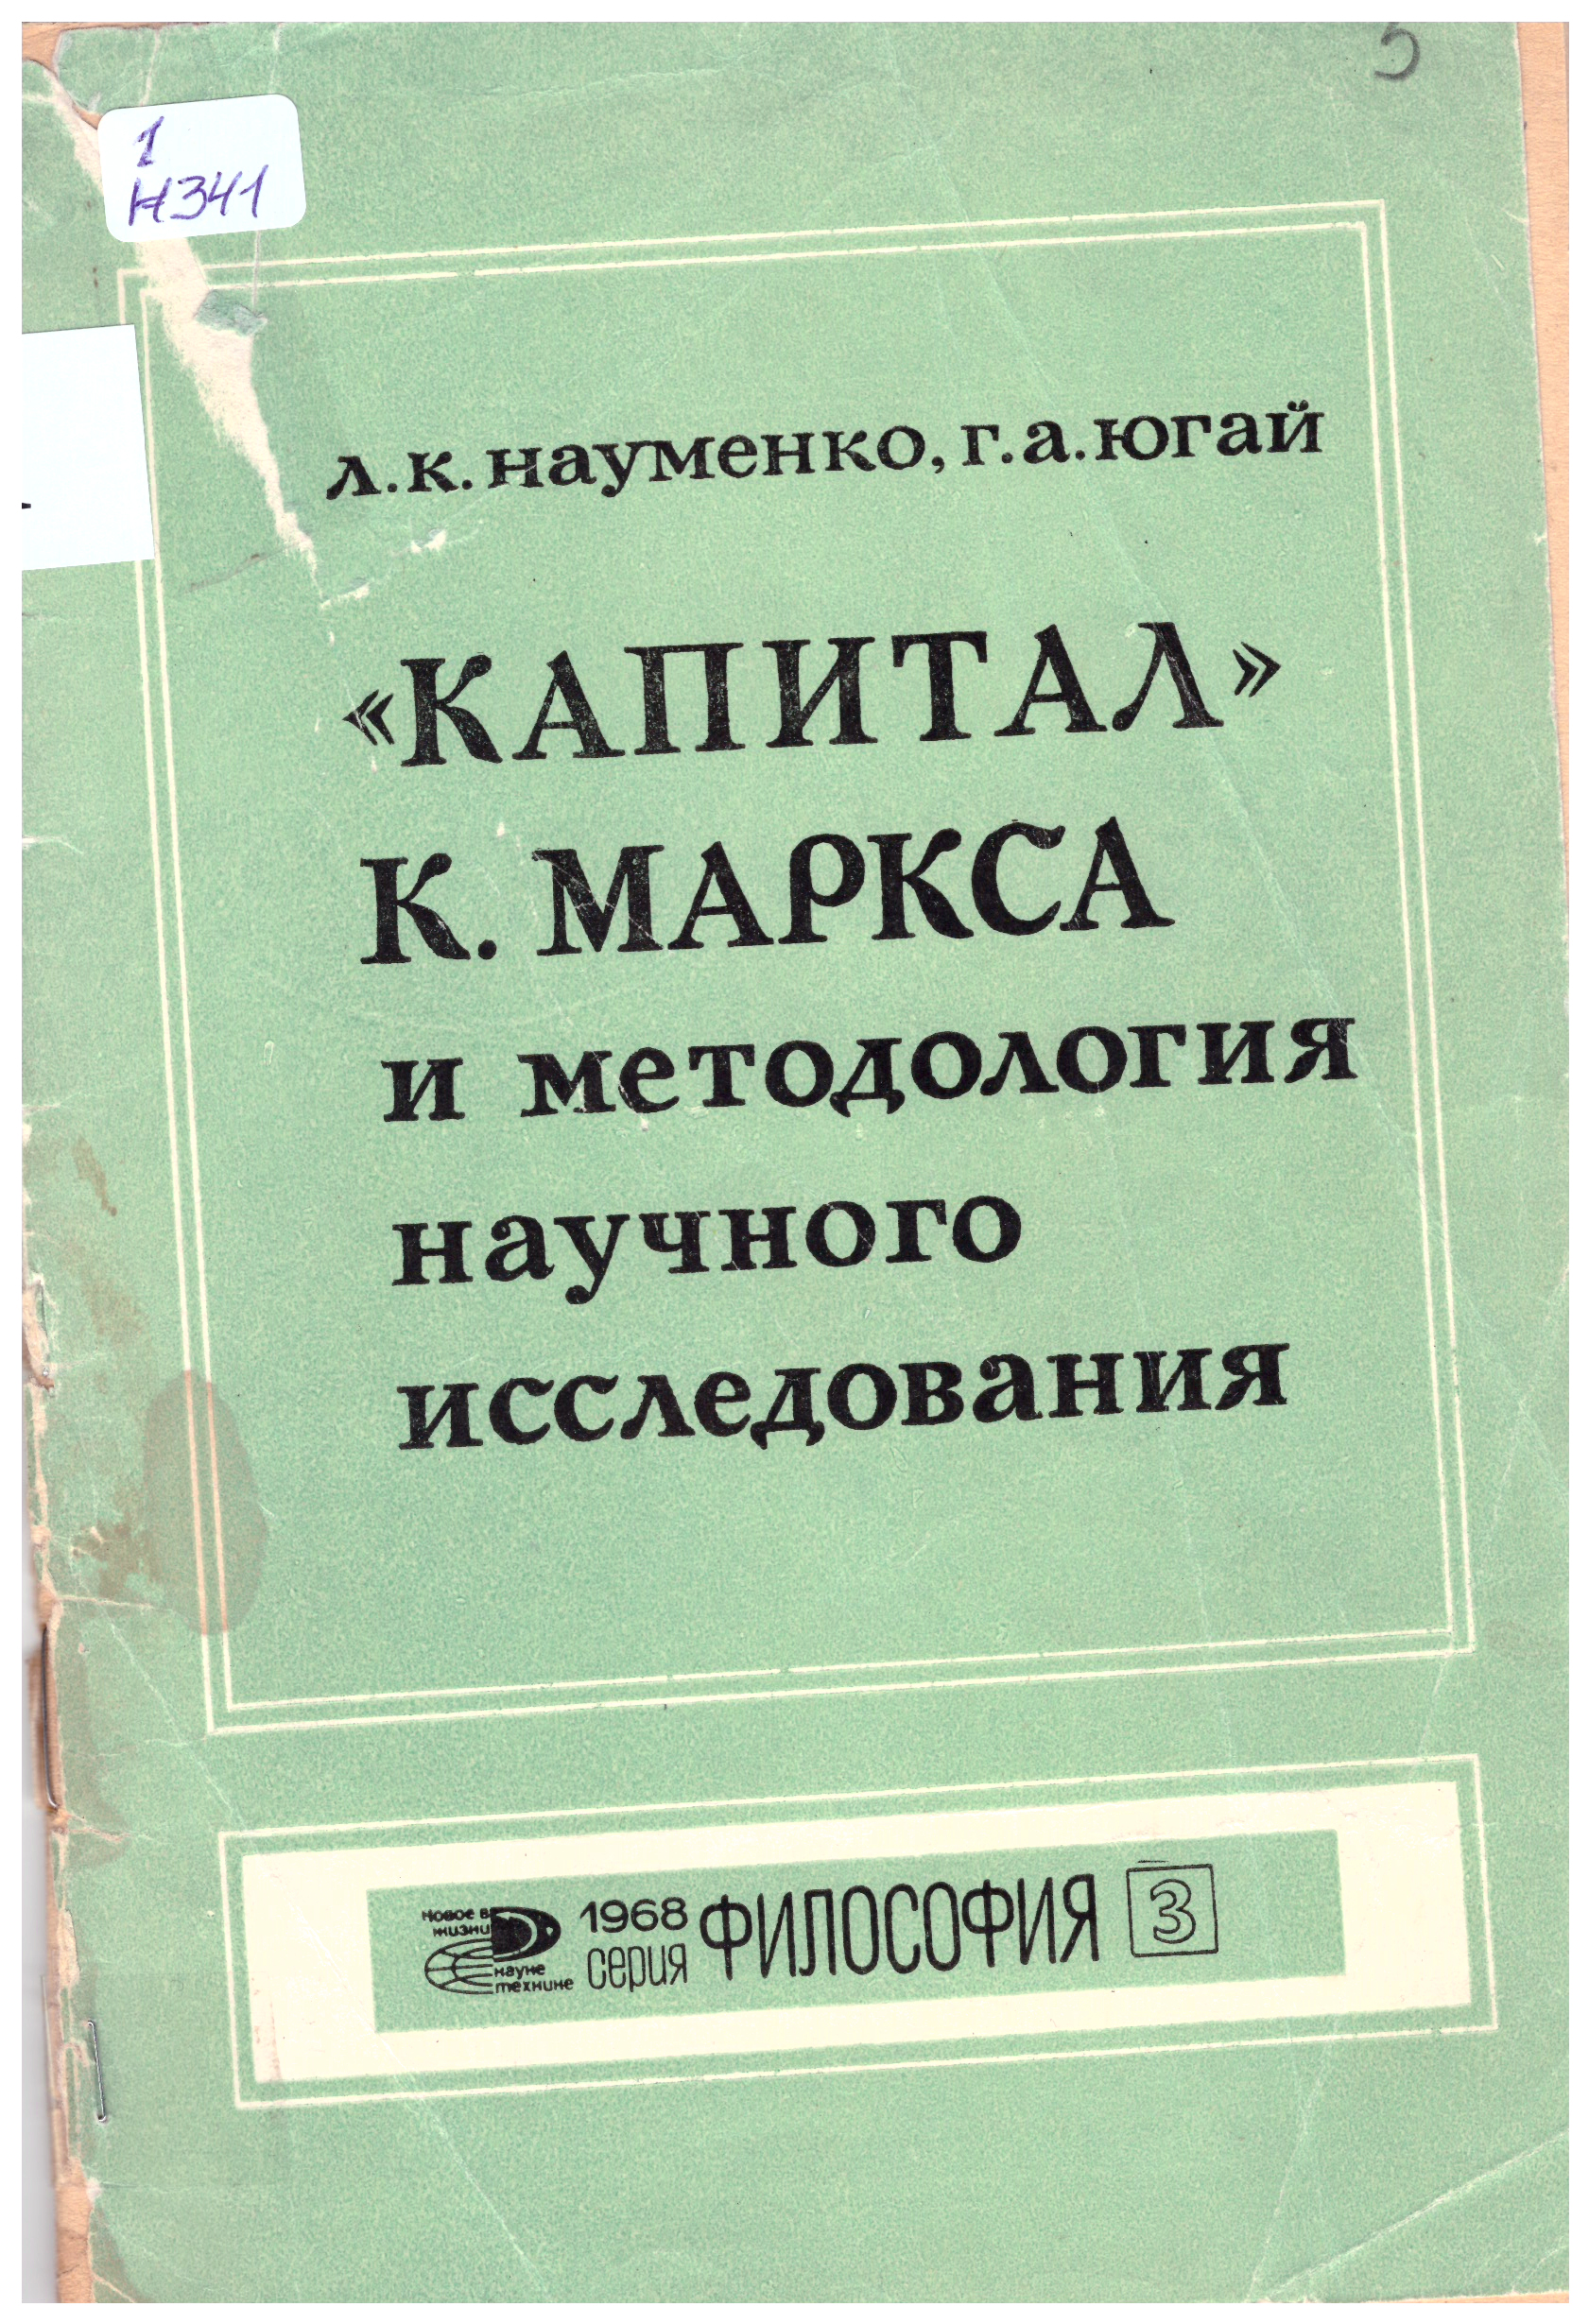 5
1
Н341
л.к.науменко, г.а.югай
«КАПИТАЛ»
К. МАРКСА
и методология
научного
исследования
новое в
жизни
науке
технике
1968
серия
ФИЛОСОФИЯ
3